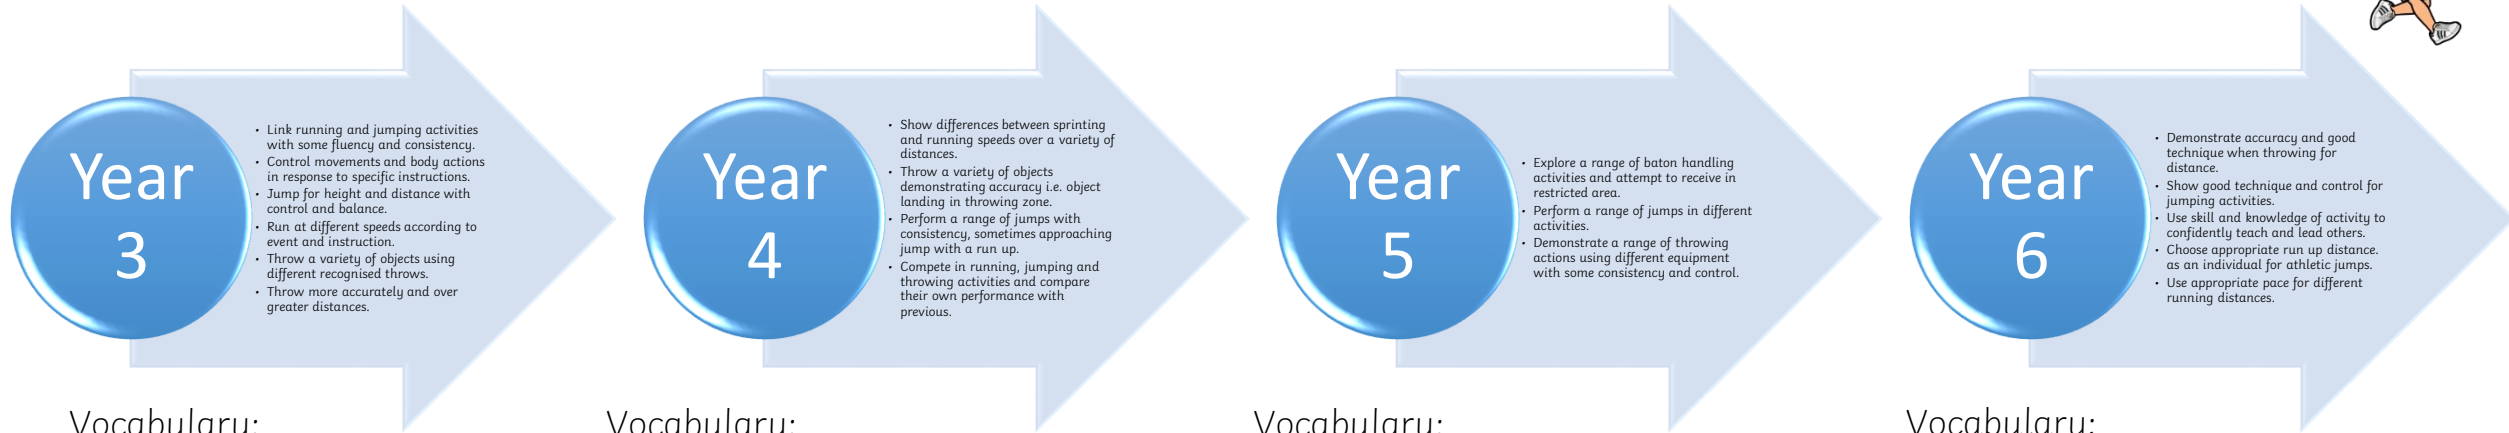 Year
3
• Link running and jumping activities
with some fluency and consistency.
• Control movements and body actions
in response to specific instructions.
• Jump for height and distance with
control and balance.
• Run at different speeds according to
event and instruction.
• Throw a variety of objects using
different recognised throws.
• Throw more accurately and over
greater distances.
Year
4
• Show differences between sprinting
and running speeds over a variety of
distances.
• Throw a variety of objects
demonstrating accuracy i.e. object
landing in throwing zone.
• Perform a range of jumps with
consistency, sometimes approaching
jump with a run up.
• Compete in running, jumping and
throwing activities and compare
their own performance with
previous.
Year
5
• Explore a range of baton handling
activities and attempt to receive in
restricted area.
• Perform a range of jumps in different
activities.
• Demonstrate a range of throwing
actions using different equipment
with some consistency and control.
Year
6
• Demonstrate accuracy and good
technique when throwing for
distance.
• Show good technique and control for
jumping activities.
• Use skill and knowledge of activity to
confidently teach and lead others.
• Choose appropriate run up distance.
as an individual for athletic jumps.
• Use appropriate pace for different
running distances.
Vocabulary:
Vocabulary:
Vocabulary:
Vocabulary: